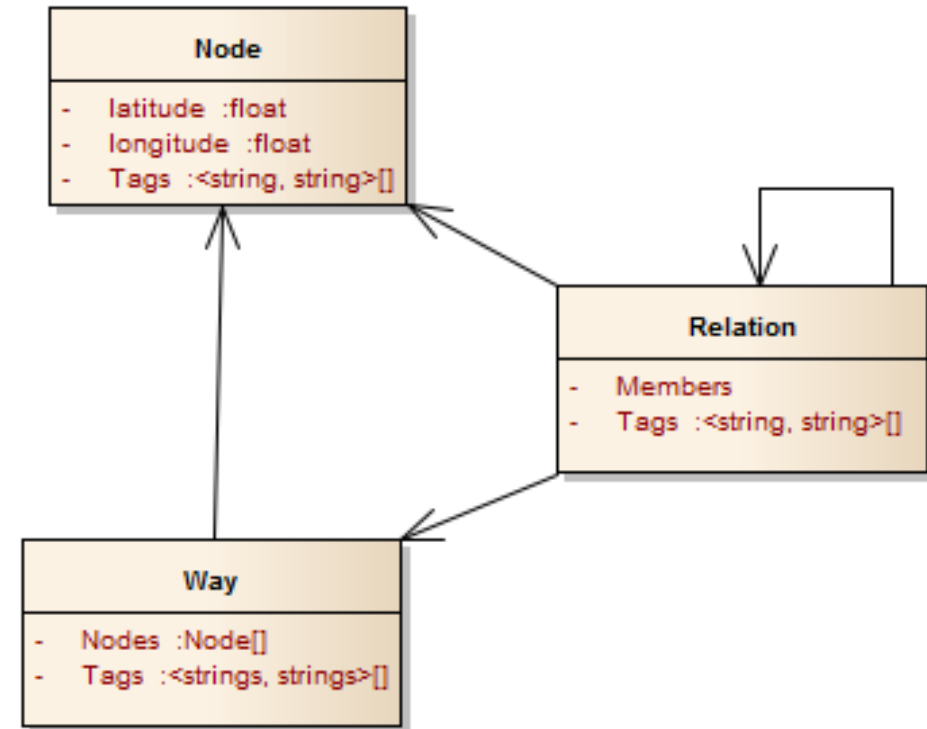 Node
- latitude :float
- longitude :float
- Tags :<string, string>[]
Relation
- Members
- Tags :<string, string>[]
Way
- Nodes :Node[]
- Tags :<strings, strings>[]